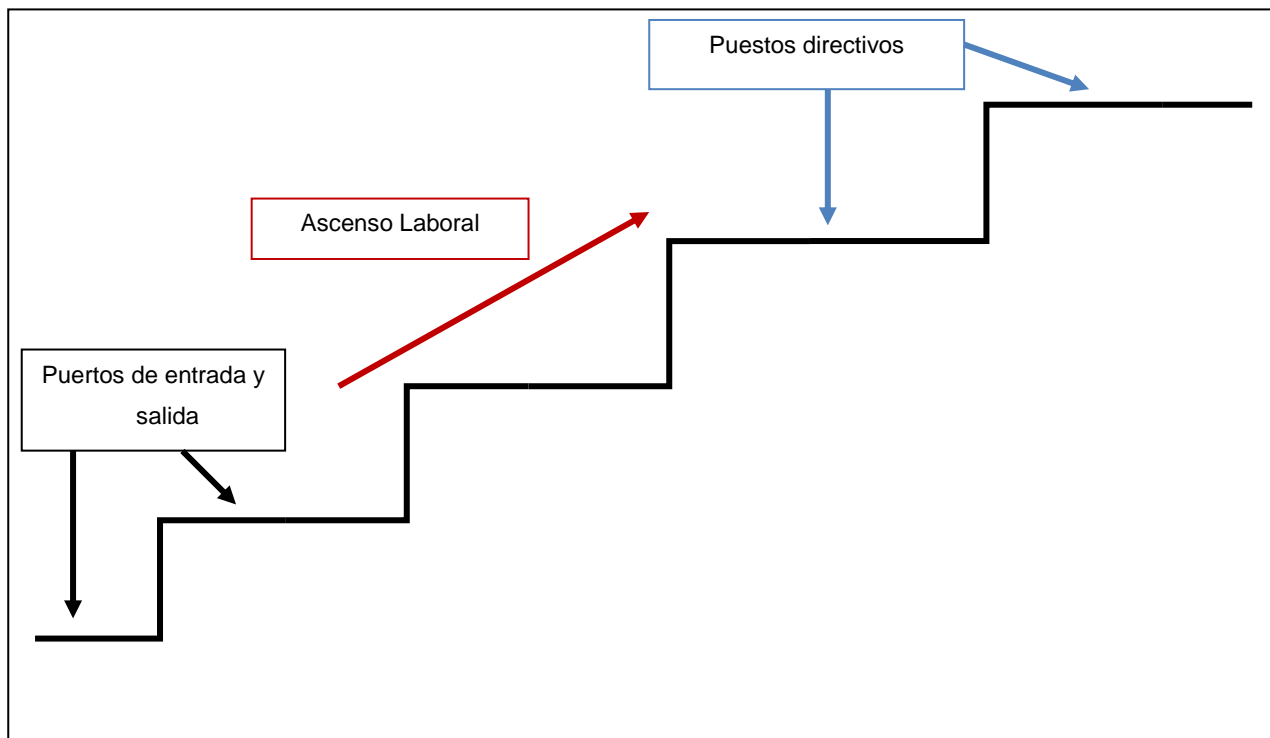 Puestos directivos
Ascenso Laboral
Puertos de entrada y
salida